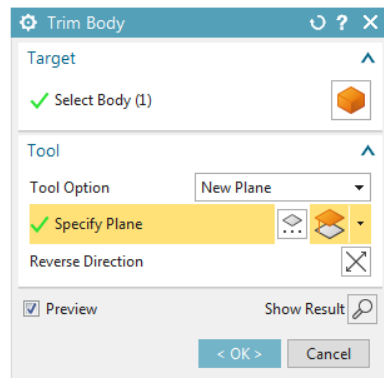 Trim Body ?
Target
Select Body (1)
Tool
Tool Option New Plane
Specify Plane
Reverse Direction
Preview Show Result
< OK > Cancel